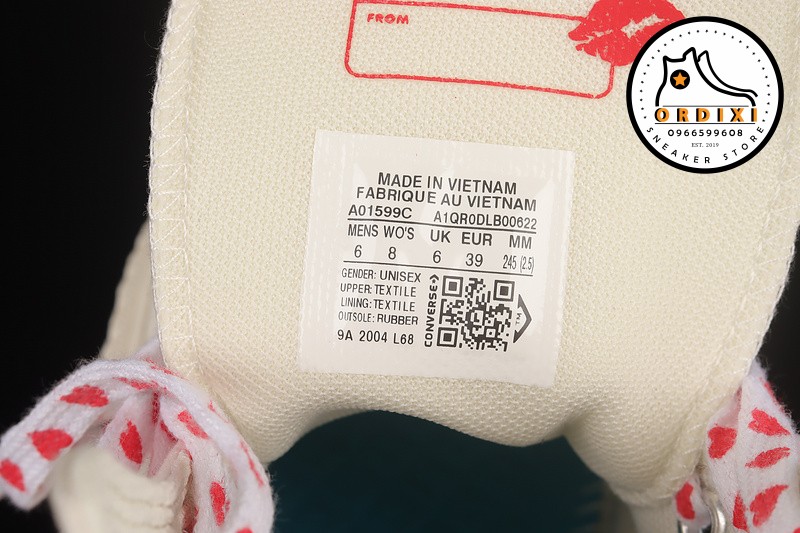 FROM
ORDIXI
0966599608
EST. 2019
SNEAKER STORE
MADE IN VIETNAM
FABRIQUE AU VIETNAM
A01599C A1QR0DLB00622
MENS WO'S UK EUR MM
6 8 6 39 245 (2.5)
GENDER: UNISEX
UPPER: TEXTILE
LINING: TEXTILE
OUTSOLE: RUBBER
9A 2004 L68
CONVERSE